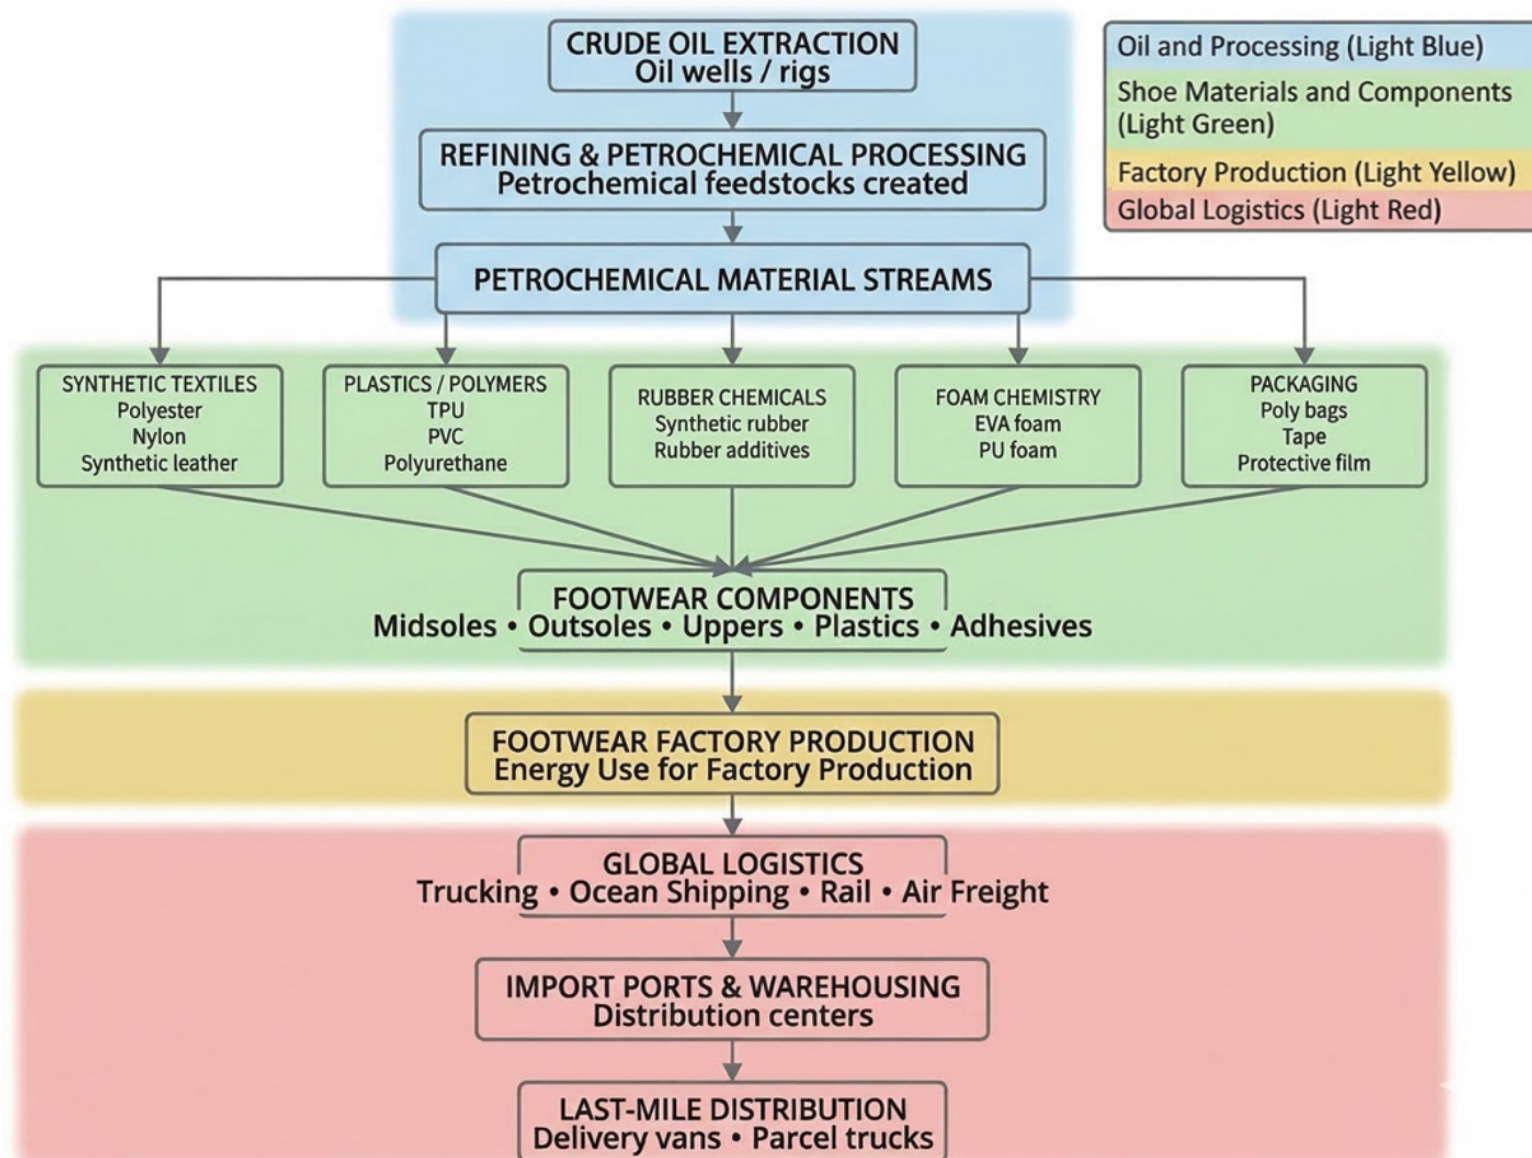 CRUDE OIL EXTRACTION
Oil wells / rigs
REFINING & PETROCHEMICAL PROCESSING
Petrochemical feedstocks created
PETROCHEMICAL MATERIAL STREAMS
Oil and Processing (Light Blue)
Shoe Materials and Components
(Light Green)
Factory Production (Light Yellow)
Global Logistics (Light Red)
SYNTHETIC TEXTILES
Polyester
Nylon
Synthetic leather
PLASTICS / POLYMERS
TPU
PVC
Polyurethane
RUBBER CHEMICALS
Synthetic rubber
Rubber additives
FOAM CHEMISTRY
EVA foam
PU foam
PACKAGING
Poly bags
Tape
Protective film
FOOTWEAR COMPONENTS
Midsoles • Outsoles • Uppers • Plastics • Adhesives
FOOTWEAR FACTORY PRODUCTION
Energy Use for Factory Production
GLOBAL LOGISTICS
Trucking • Ocean Shipping • Rail • Air Freight
IMPORT PORTS & WAREHOUSING
Distribution centers
LAST-MILE DISTRIBUTION
Delivery vans • Parcel trucks